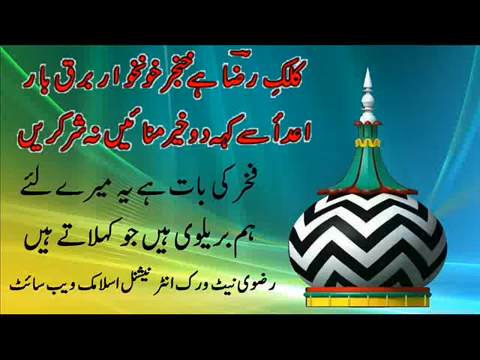 کلکِ رضاؔ ہے خنجر خونخوار برق بار
اعدأ سے کہہ دو خیر منائیں نہ شر کریں
فخر کی بات ہے یہ میرے لئے
ہم بریلوی ہیں جو کہلاتے ہیں
رضوی نیٹ ورک انٹرنیشنل اسلامک ویب سائٹ